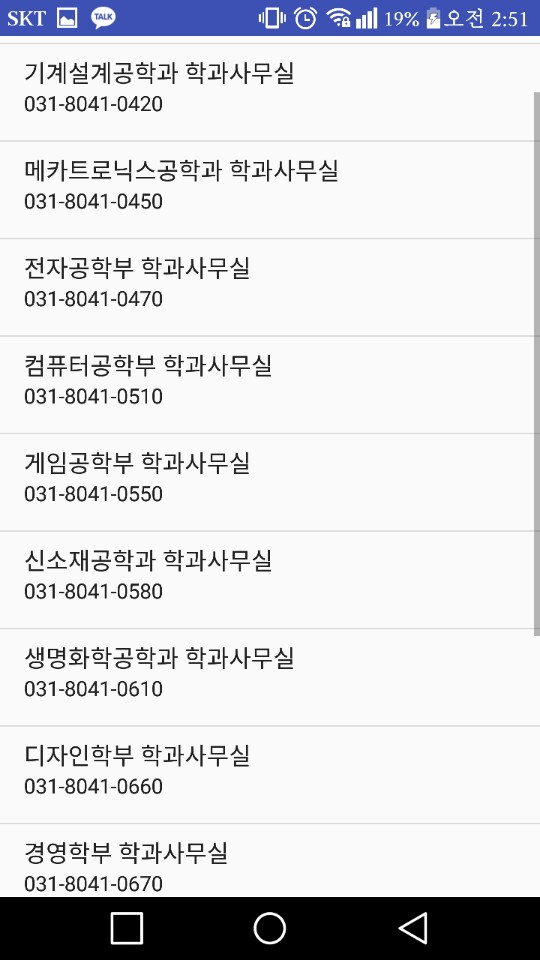 SKT TALK 19% 오전 2:51
기계설계공학과 학과사무실
031-8041-0420
메카트로닉스공학과 학과사무실
031-8041-0450
전자공학부 학과사무실
031-8041-0470
컴퓨터공학부 학과사무실
031-8041-0510
게임공학부 학과사무실
031-8041-0550
신소재공학과 학과사무실
031-8041-0580
생명화학공학과 학과사무실
031-8041-0610
디자인학부 학과사무실
031-8041-0660
경영학부 학과사무실
031-8041-0670